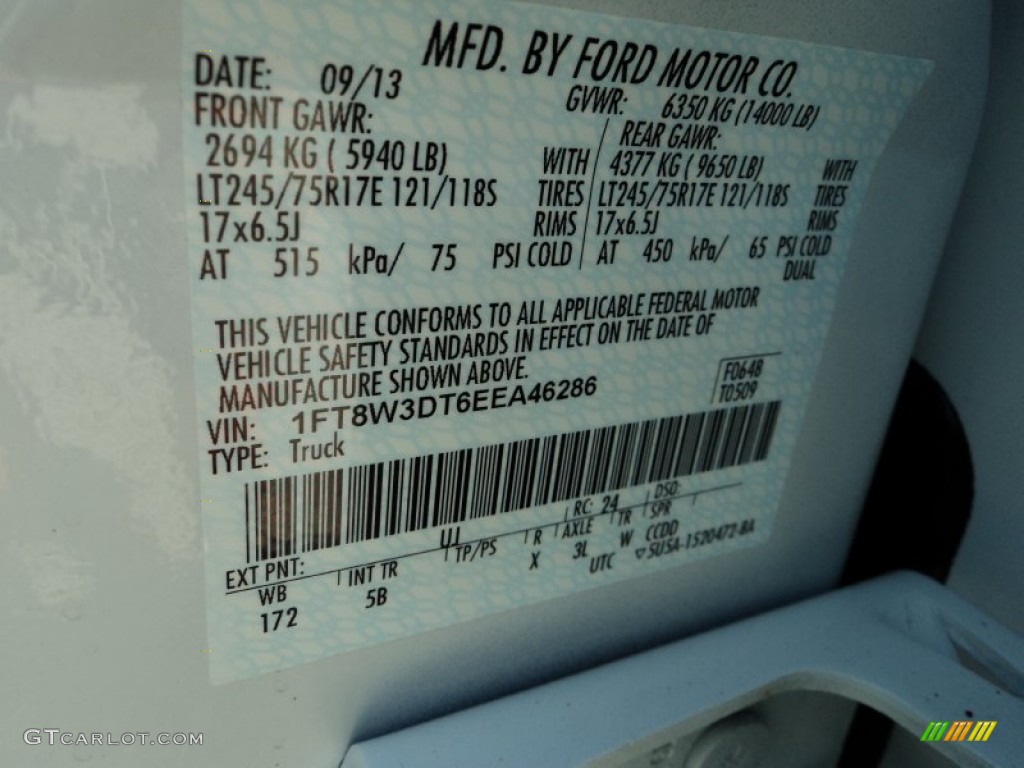 MFD. BY FORD MOTOR CO.
DATE: 09/13 GVWR: 6350 KG (14000 LB)
FRONT GAWR: REAR GAWR:
2694 KG ( 5940 LB) WITH 4377 KG ( 9650 LB) WITH
LT245/75R17E 121/118S TIRES LT245/75R17E 121/118S TIRES
17x6.5J RIMS 17x6.5J RIMS
AT 515 kPa/ 75 PSI COLD AT 450 kPa/ 65 PSI COLD
DUAL
THIS VEHICLE CONFORMS TO ALL APPLICABLE FEDERAL MOTOR
VEHICLE SAFETY STANDARDS IN EFFECT ON THE DATE OF
MANUFACTURE SHOWN ABOVE.
F0648
T0509
VIN: 1FT8W3DT6EEA46286
TYPE: Truck
RC: 24 DSO:
EXT PNT: UJ
WB INT TR TP/PS R AXLE TR SPR
172 5B X 3L W CCDD
UTC ▽5U5A-1520472-BA
GTCARLOT.COM